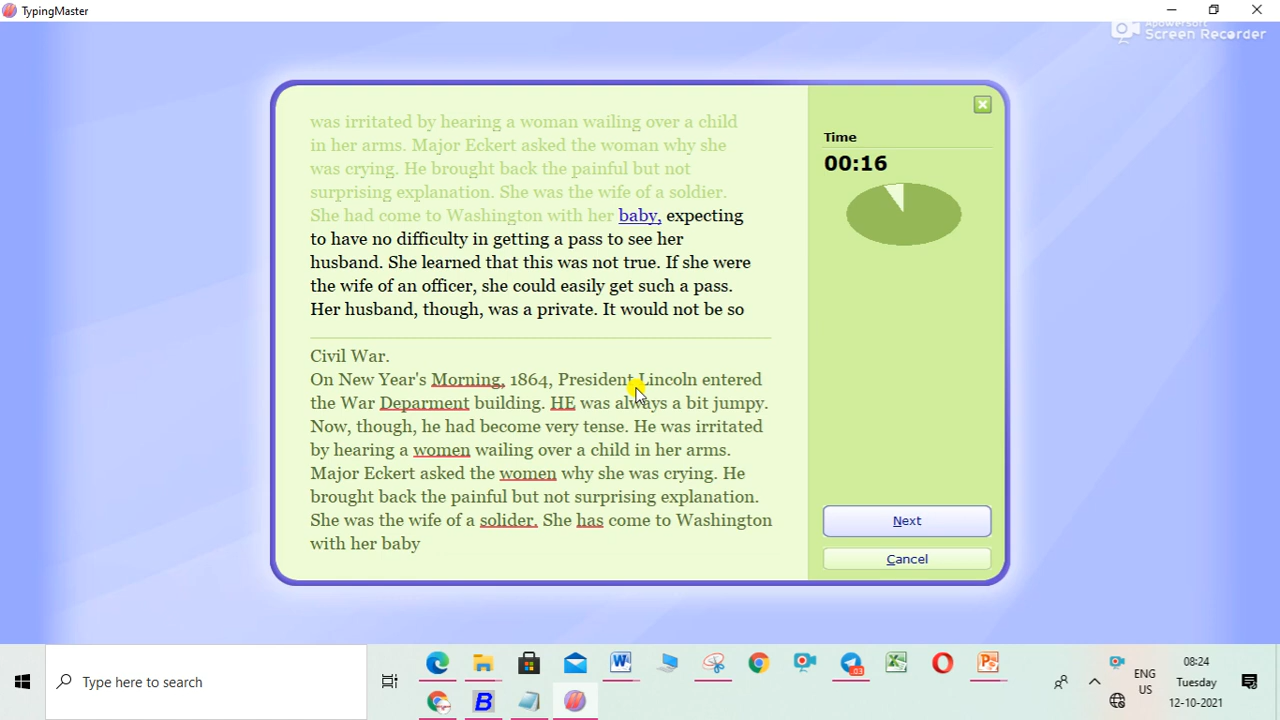 TypingMaster
Apowersoft
Screen Recorder
was irritated by hearing a woman wailing over a child
in her arms. Major Eckert asked the woman why she
was crying. He brought back the painful but not
surprising explanation. She was the wife of a soldier.
She had come to Washington with her baby, expecting
to have no difficulty in getting a pass to see her
husband. She learned that this was not true. If she were
the wife of an officer, she could easily get such a pass.
Her husband, though, was a private. It would not be so
Civil War.
On New Year's Morning, 1864, President Lincoln entered
the War Deparment building. HE was always a bit jumpy.
Now, though, he had become very tense. He was irritated
by hearing a women wailing over a child in her arms.
Major Eckert asked the women why she was crying. He
brought back the painful but not surprising explanation.
She was the wife of a solider. She has come to Washington
with her baby
Time
00:16
Next
Cancel
Type here to search
03
ENG
US
08:24
Tuesday
12-10-2021